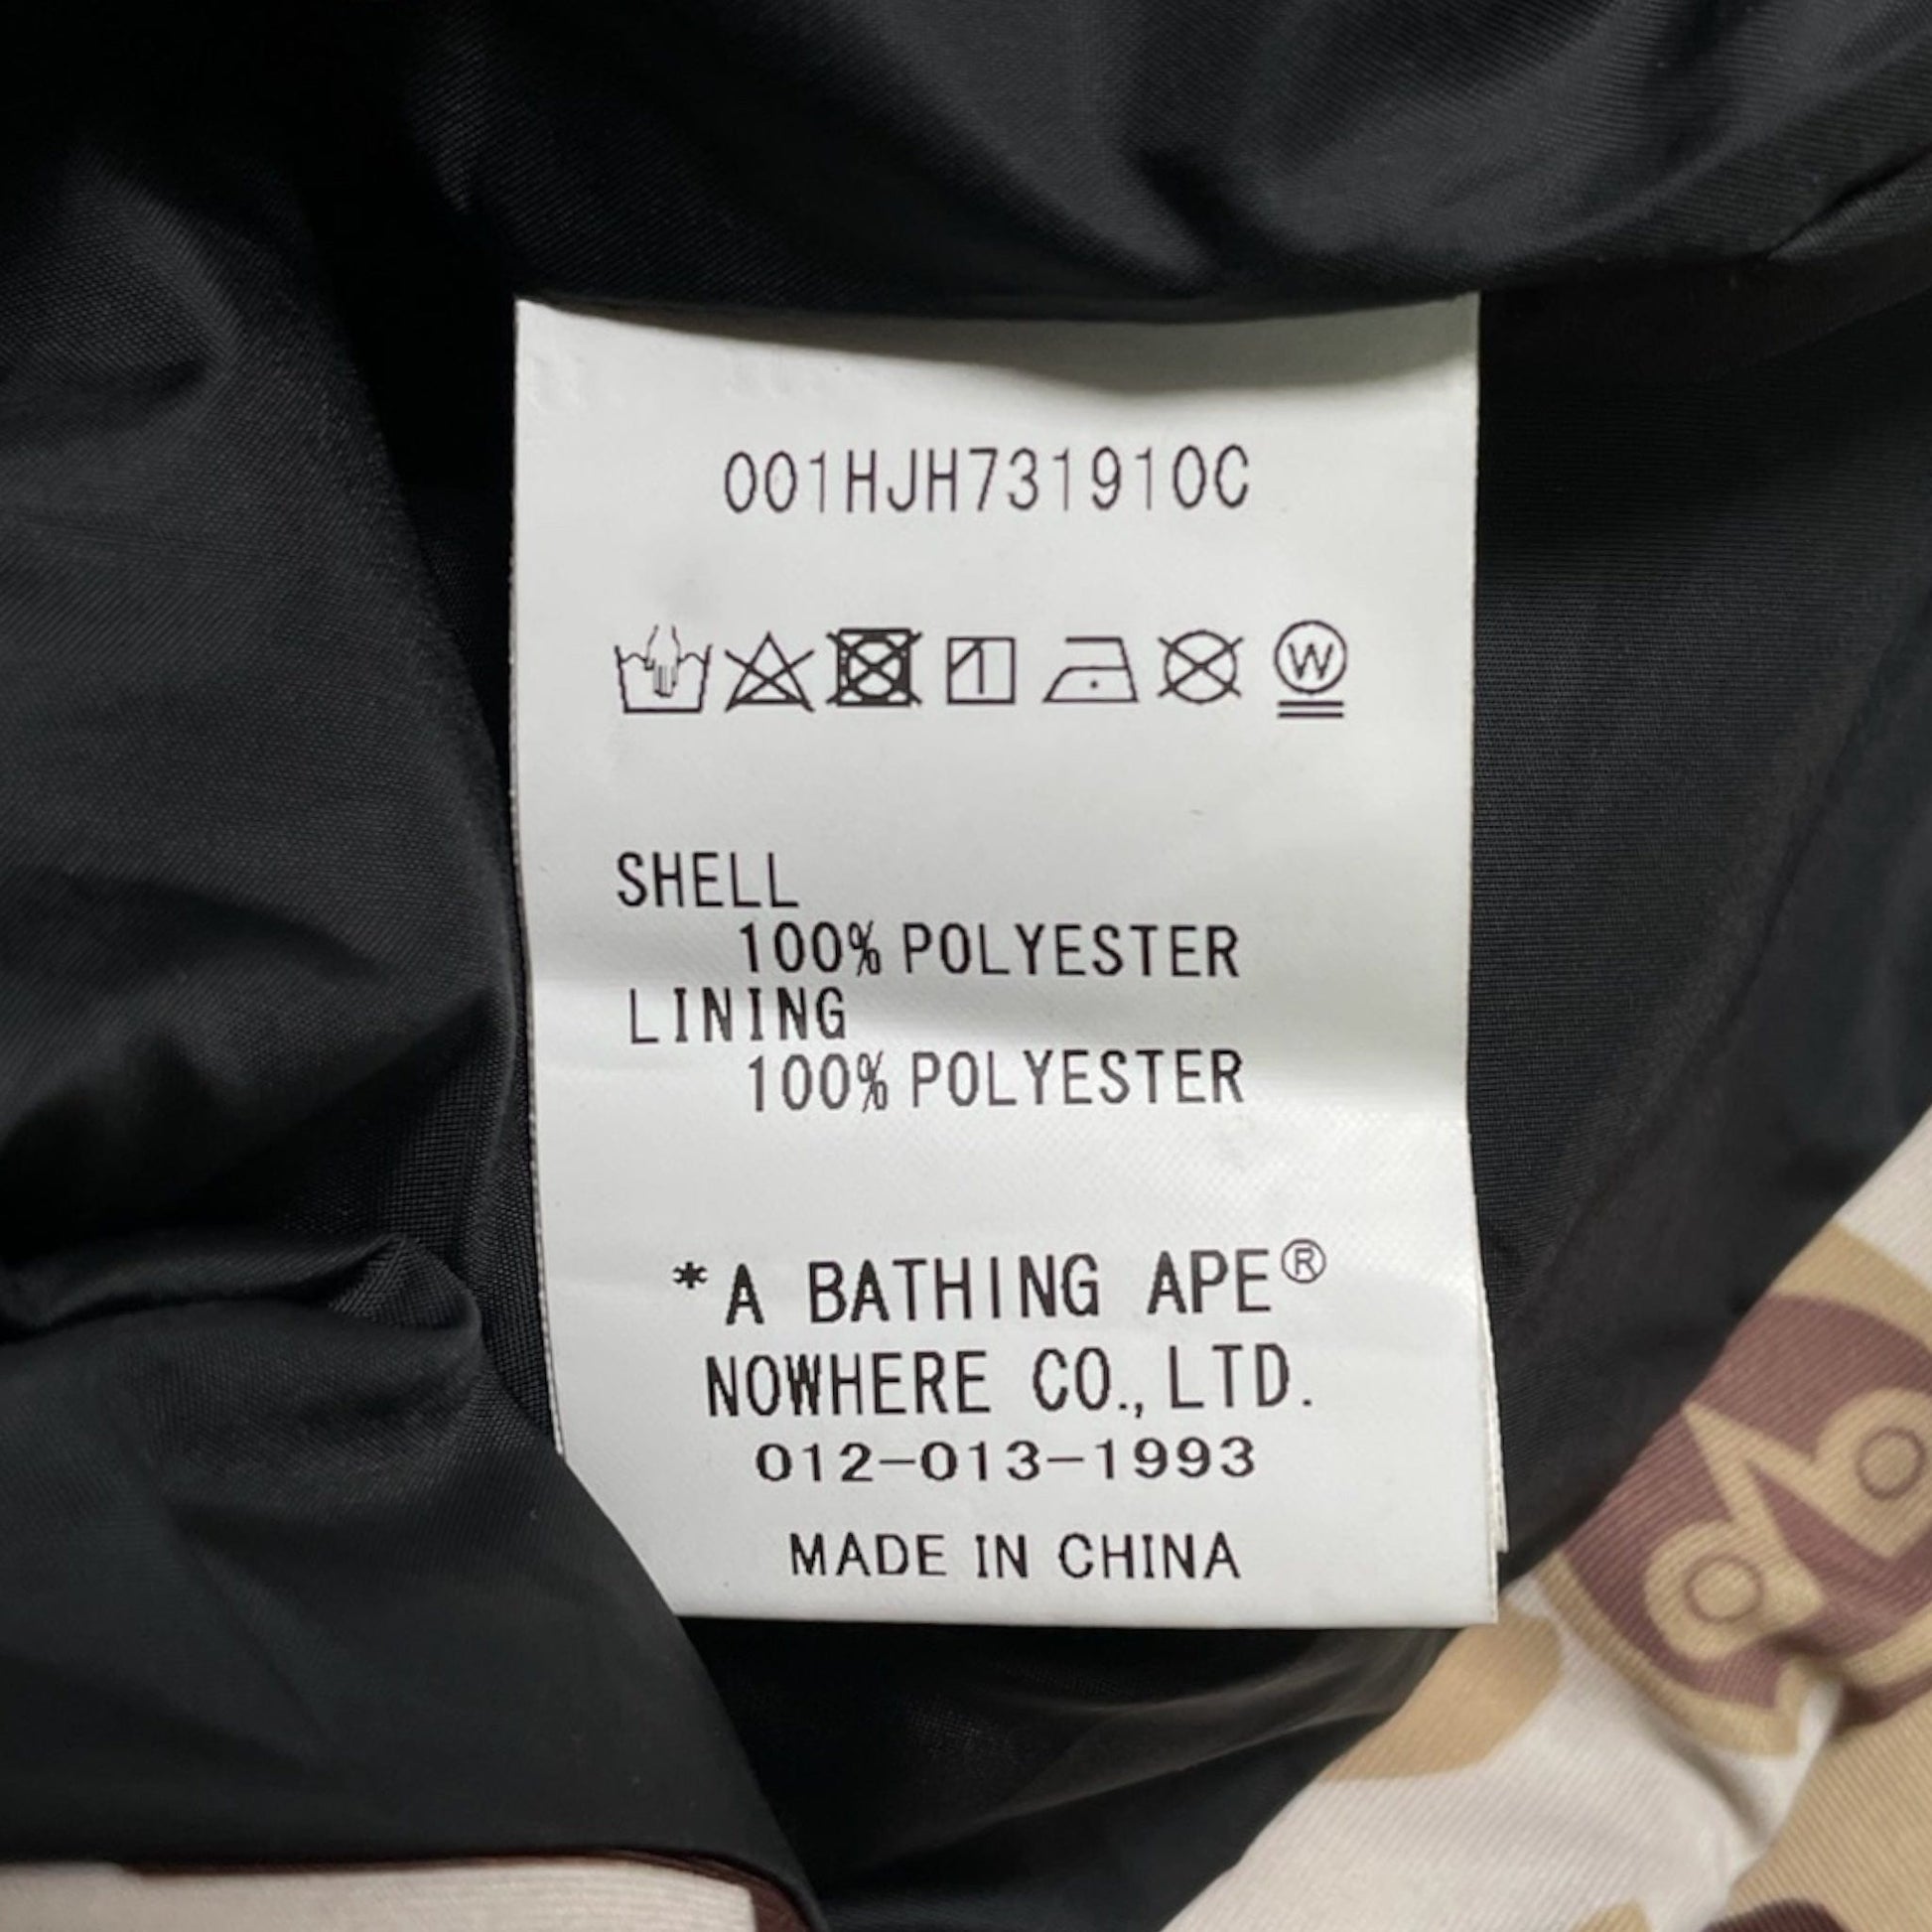 001HJH731910C
W
SHELL
100% POLYESTER
LINING
100% POLYESTER
*A BATHING APE®
NOWHERE CO., LTD.
012-013-1993
MADE IN CHINA